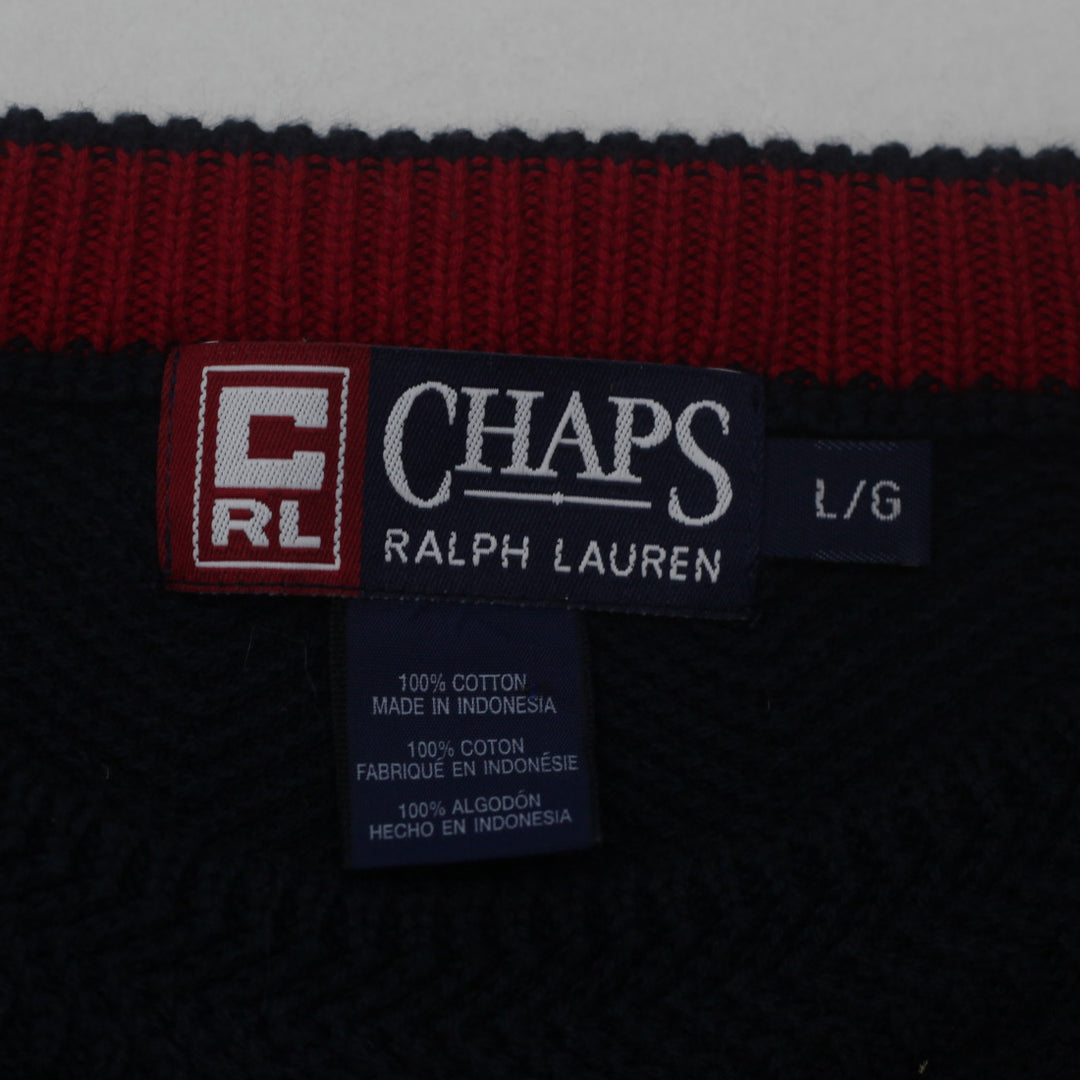 C
RL
CHAPS
RALPH LAUREN
L/G
100% COTTON
MADE IN INDONESIA
100% COTON
FABRIQUÉ EN INDONÉSIE
100% ALGODÓN
HECHO EN INDONESIA